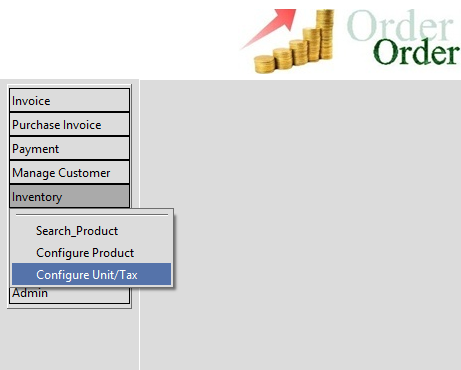 Order
Order
Invoice
Purchase Invoice
Payment
Manage Customer
Inventory
Search_Product
Configure Product
Configure Unit/Tax
Admin